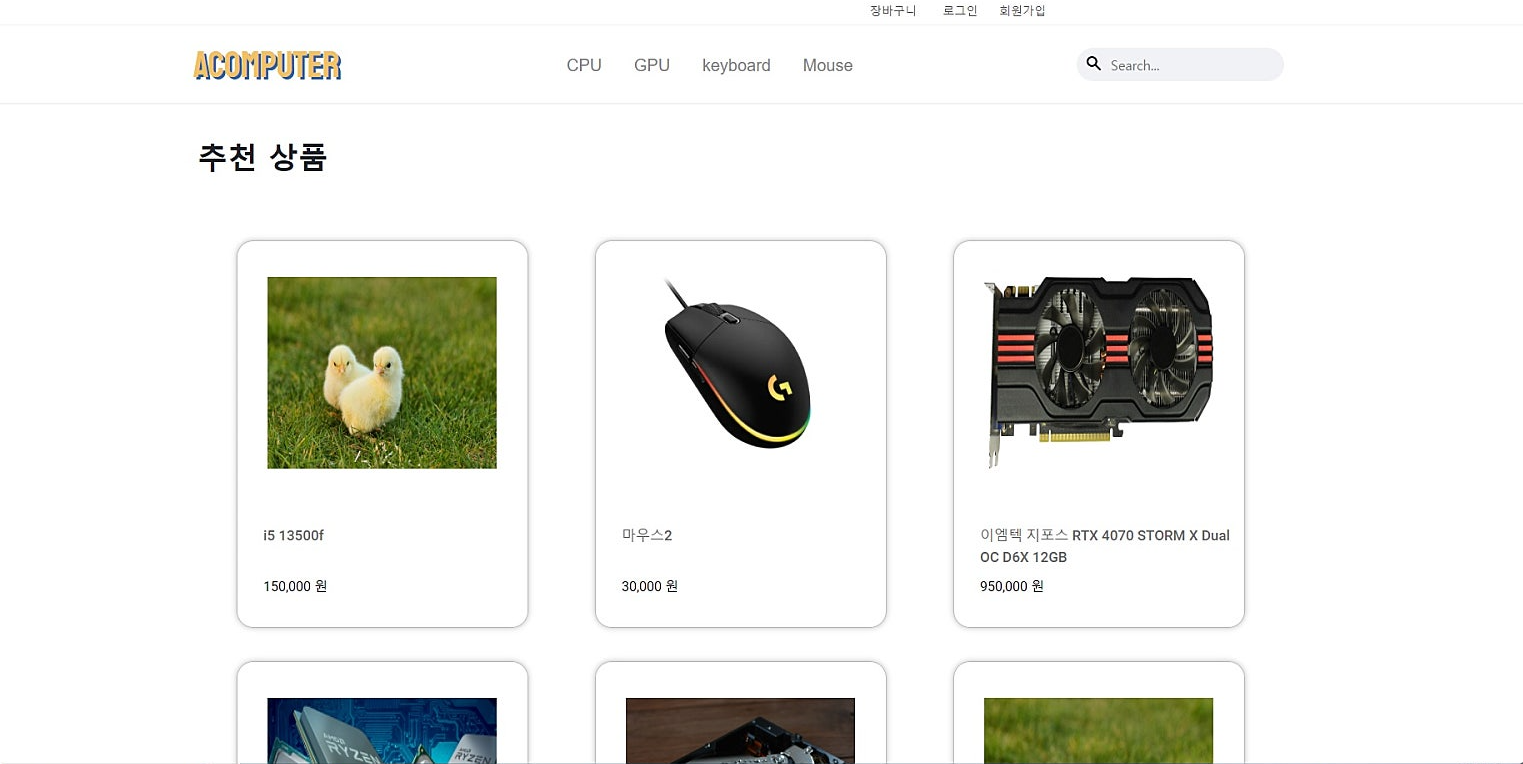 장바구니 로그인 회원가입
ACOMPUTER CPU GPU keyboard Mouse Search...
추천 상품
i5 13500f
마우스2
이엠텍 지포스 RTX 4070 STORM X Dual
OC D6X 12GB
150,000 원
30,000 원
950,000 원
AMD
RYZEN
RYZEN